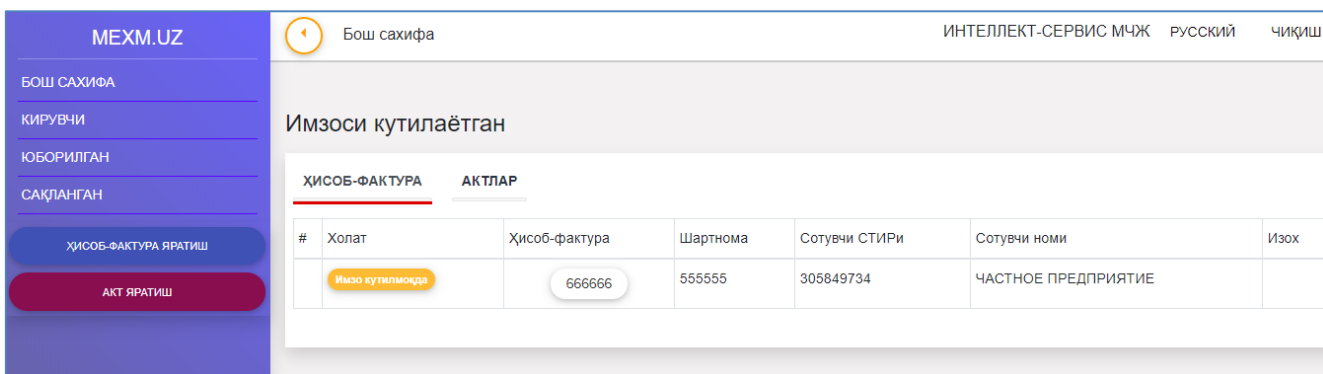 MEXM.UZ
Бош сахифа
ИНТЕЛЛЕКТ-СЕРВИС МЧЖ РУССКИЙ ЧИҚИШ
БОШ САХИФА
КИРУВЧИ
ЮБОРИЛГАН
САҚЛАНГАН
ҲИСОБ-ФАКТУРА ЯРАТИШ
АКТ ЯРАТИШ
Имзоси кутилаётган
ҲИСОБ-ФАКТУРА АКТЛАР
# Холат Ҳисоб-фактура Шартнома Сотувчи СТИРи Сотувчи номи Изох
Имзо кутилмоқда 666666 555555 305849734 ЧАСТНОЕ ПРЕДПРИЯТИЕ